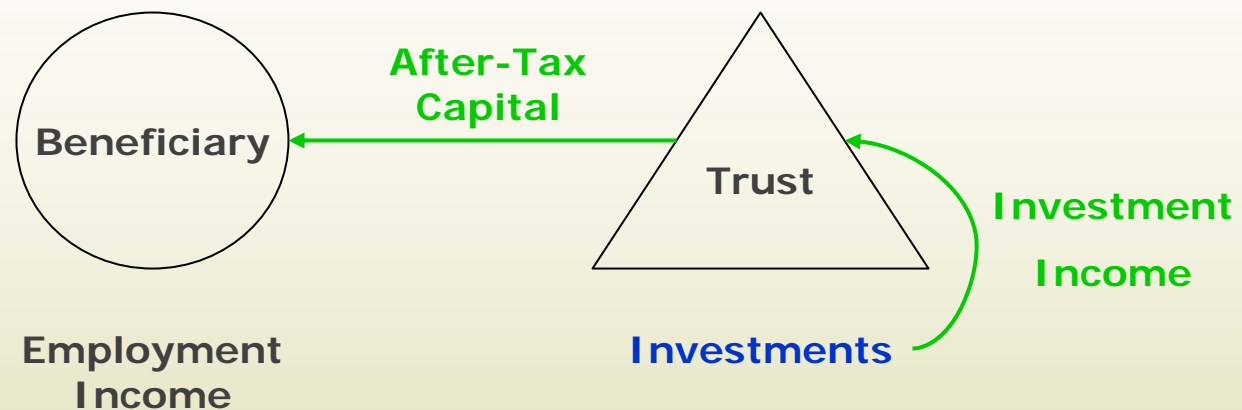 After-Tax
Capital
Beneficiary
Trust
Investment
Income
Employment
Income
Investments